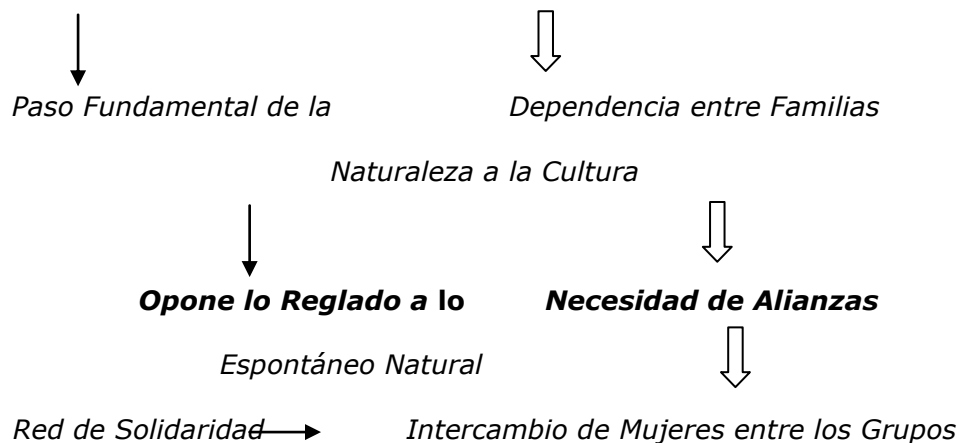 Paso Fundamental de la Dependencia entre Familias
Naturaleza a la Cultura
Opone lo Reglado a lo Necesidad de Alianzas
Espontáneo Natural
Red de Solidaridad Intercambio de Mujeres entre los Grupos